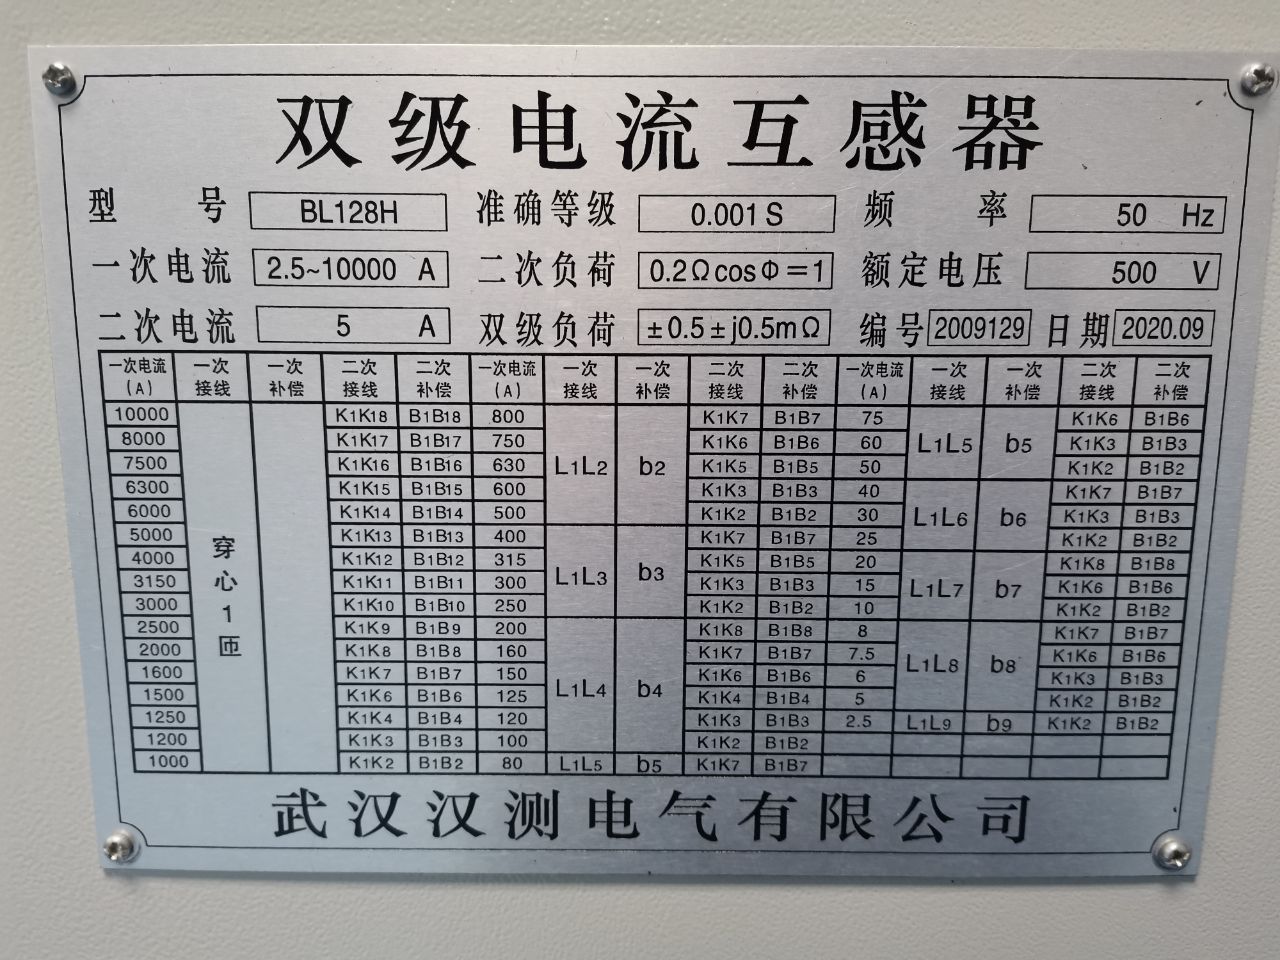 双级电流互感器
型号 BL128H 准确等级 0.001 S 频率 50 Hz
一次电流 2.5~10000 A 二次负荷 0.2ΩcosΦ=1 额定电压 500 V
二次电流 5 A 双级负荷 ±0.5±j0.5mΩ 编号 2009129 日期 2020.09
一次电流(A) 一次接线 一次补偿 二次接线 二次补偿 一次电流(A) 一次接线 一次补偿 二次接线 二次补偿 一次电流(A) 一次接线 一次补偿 二次接线 二次补偿
10000 穿心1匝 K1K18 B1B18 800 L1L2 b2 K1K7 B1B7 75 L1L5 b5 K1K6 B1B6
8000 K1K17 B1B17 750 K1K6 B1B6 60 K1K3 B1B3
7500 K1K16 B1B16 630 K1K5 B1B5 50 K1K2 B1B2
6300 K1K15 B1B15 600 K1K3 B1B3 40 L1L6 b6 K1K7 B1B7
6000 K1K14 B1B14 500 K1K2 B1B2 30 K1K3 B1B3
5000 K1K13 B1B13 400 L1L3 b3 K1K7 B1B7 25 K1K2 B1B2
4000 K1K12 B1B12 315 K1K5 B1B5 20 L1L7 b7 K1K8 B1B8
3150 K1K11 B1B11 300 K1K3 B1B3 15 K1K6 B1B6
3000 K1K10 B1B10 250 K1K2 B1B2 10 K1K2 B1B2
2500 K1K9 B1B9 200 L1L4 b4 K1K8 B1B8 8 L1L8 b8 K1K7 B1B7
2000 K1K8 B1B8 160 K1K7 B1B7 7.5 K1K6 B1B6
1600 K1K7 B1B7 150 K1K6 B1B6 6 K1K3 B1B3
1500 K1K6 B1B6 125 K1K4 B1B4 5 K1K2 B1B2
1250 K1K4 B1B4 120 K1K3 B1B3 2.5 L1L9 b9 K1K2 B1B2
1200 K1K3 B1B3 100 K1K2 B1B2
1000 K1K2 B1B2 80 L1L5 b5 K1K7 B1B7
武汉汉测电气有限公司